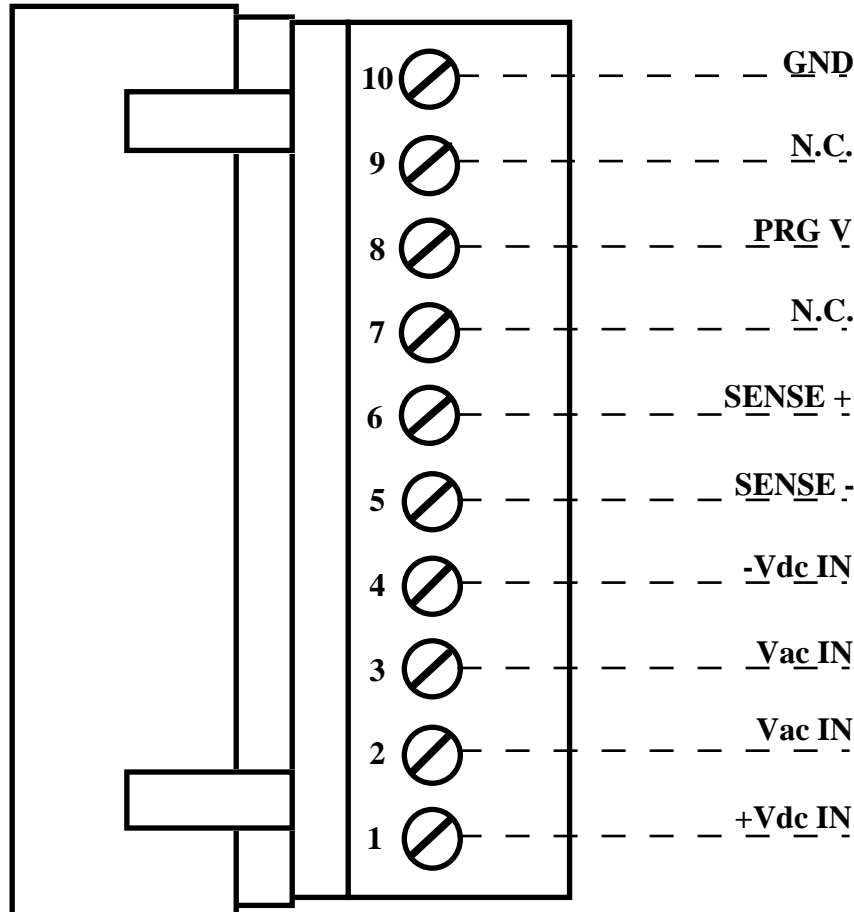 10 GND
9 N.C.
8 PRG V
7 N.C.
6 SENSE +
5 SENSE -
4 -Vdc IN
3 Vac IN
2 Vac IN
1 +Vdc IN